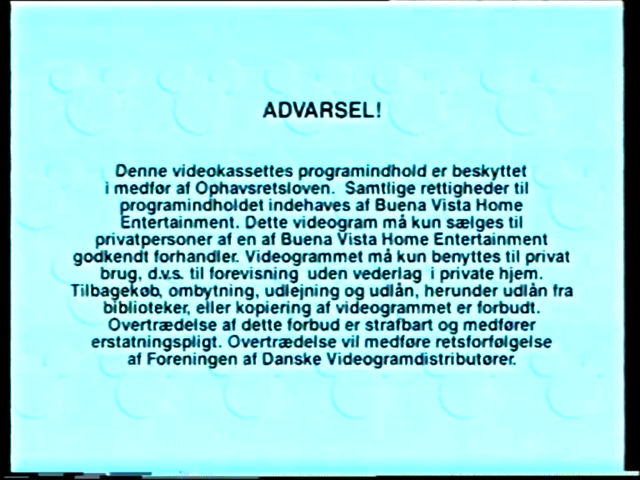 ADVARSEL!
Denne videokassettes programindhold er beskyttet
i medfør af Ophavsretsloven. Samtlige rettigheder til
programindholdet indehaves af Buena Vista Home
Entertainment. Dette videogram må kun sælges til
privatpersoner af en af Buena Vista Home Entertainment
godkendt forhandler. Videogrammet må kun benyttes til privat
brug, d.v.s. til forevisning uden vederlag i private hjem.
Tilbagekøb, ombytning, udlejning og udlån, herunder udlån fra
biblioteker, eller kopiering af videogrammet er forbudt.
Overtrædelse af dette forbud er strafbart og medfører
erstatningspligt. Overtrædelse vil medføre retsforfølgelse
af Foreningen af Danske Videogramdistributører.